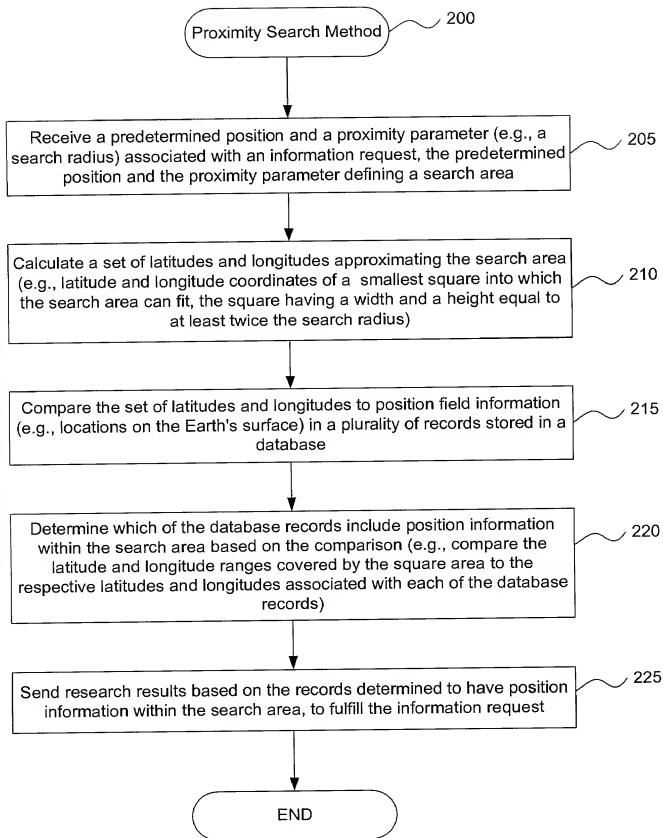 Proximity Search Method
200
Receive a predetermined position and a proximity parameter (e.g., a
search radius) associated with an information request, the predetermined
position and the proximity parameter defining a search area
205
Calculate a set of latitudes and longitudes approximating the search area
(e.g., latitude and longitude coordinates of a smallest square into which
the search area can fit, the square having a width and a height equal to
at least twice the search radius)
210
Compare the set of latitudes and longitudes to position field information
(e.g., locations on the Earth's surface) in a plurality of records stored in a
database
215
Determine which of the database records include position information
within the search area based on the comparison (e.g., compare the
latitude and longitude ranges covered by the square area to the
respective latitudes and longitudes associated with each of the database
records)
220
Send research results based on the records determined to have position
information within the search area, to fulfill the information request
225
END